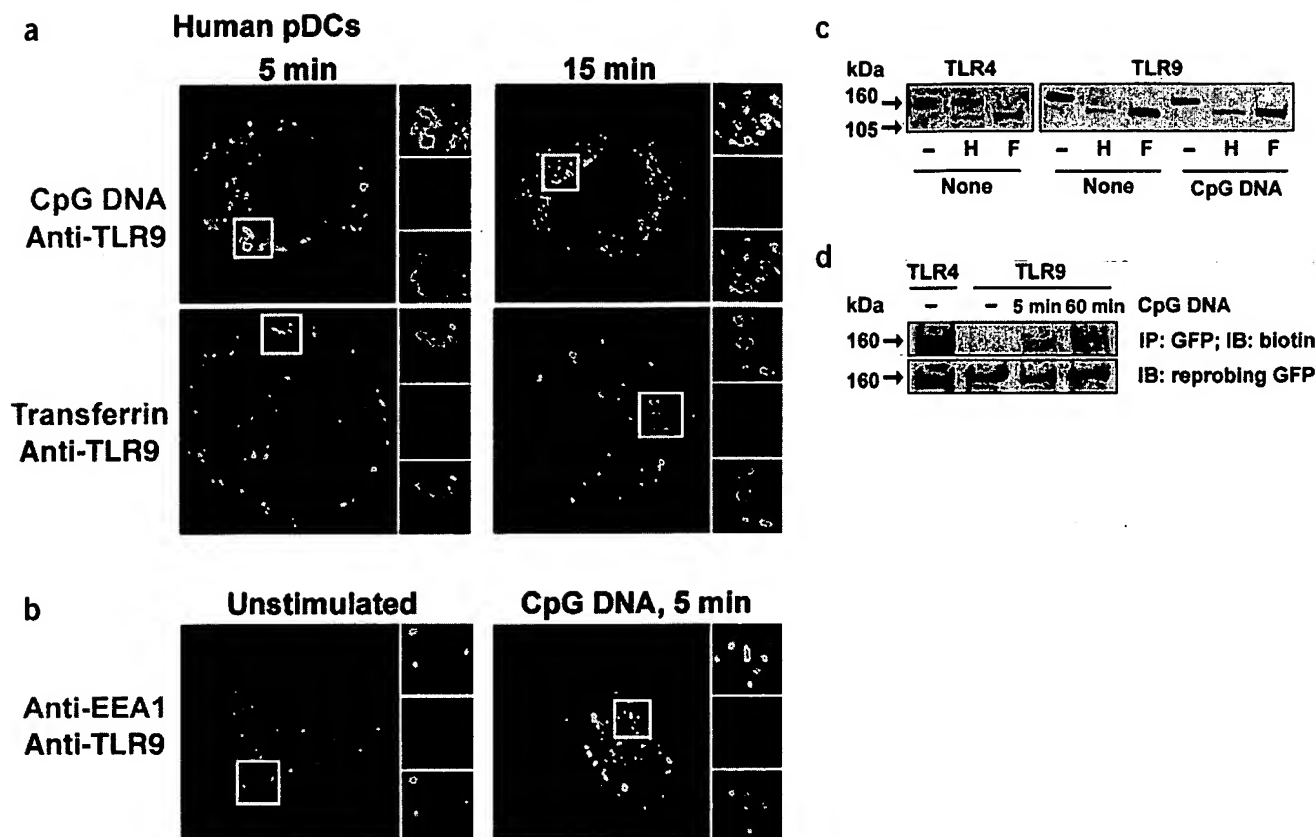 a
Human pDCs
5 min
15 min
CpG DNA
Anti-TLR9
Transferrin
Anti-TLR9
b
Unstimulated
CpG DNA, 5 min
Anti-EEA1
Anti-TLR9
c
kDa
TLR4
TLR9
160
105
– H F – H F – H F
None None CpG DNA
d
TLR4
TLR9
kDa
– – 5 min 60 min CpG DNA
160 IP: GFP; IB: biotin
160 IB: reprobing GFP